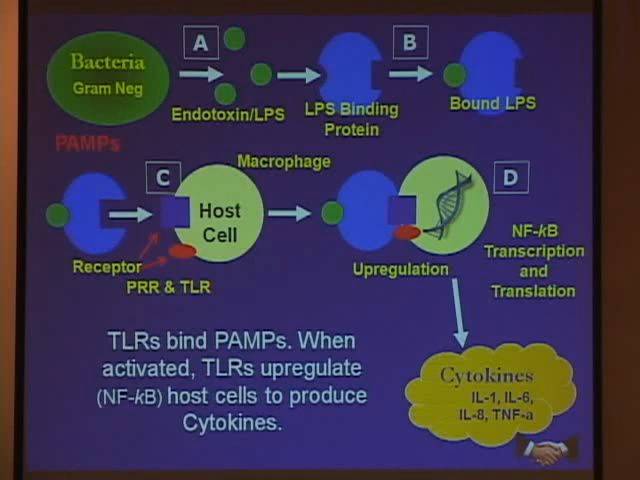 A
B
Bacteria
Gram Neg
Endotoxin/LPS
LPS Binding
Protein
Bound LPS
PAMPs
Macrophage
C
D
Host
Cell
Receptor
PRR & TLR
Upregulation
NF-kB
Transcription
and
Translation
TLRs bind PAMPs. When
activated, TLRs upregulate
(NF-kB) host cells to produce
Cytokines.
Cytokines
IL-1, IL-6,
IL-8, TNF-a